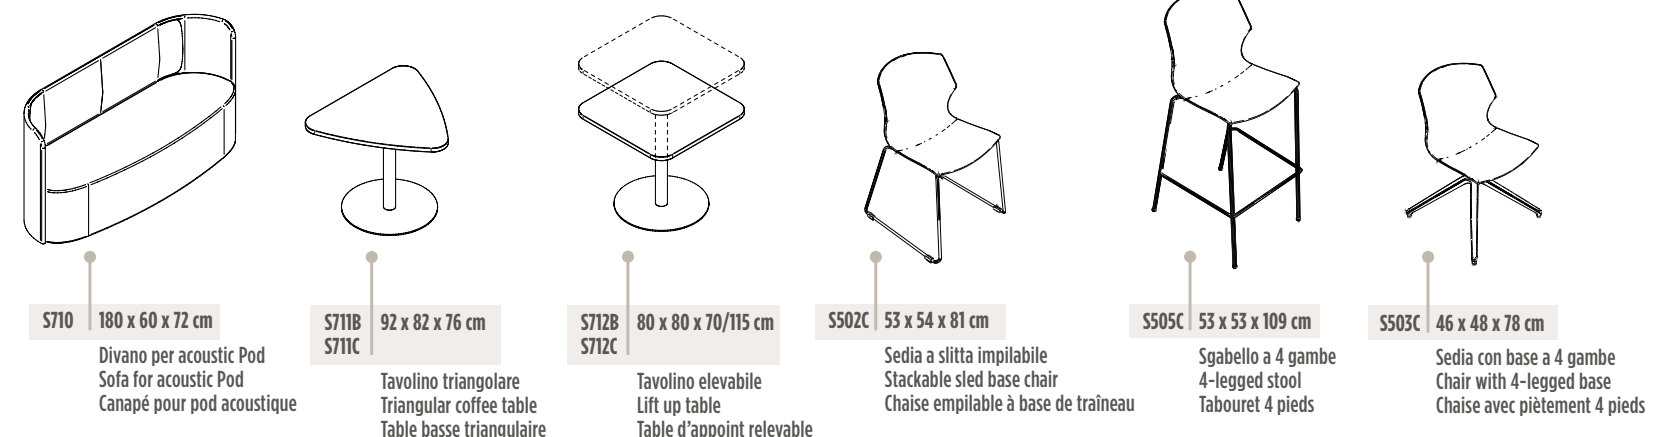 S710 180 x 60 x 72 cm
Divano per acoustic Pod
Sofa for acoustic Pod
Canapé pour pod acoustique
S711B 92 x 82 x 76 cm
S711C
Tavolino triangolare
Triangular coffee table
Table basse triangulaire
S712B 80 x 80 x 70/115 cm
S712C
Tavolino elevabile
Lift up table
Table d'appoint relevable
S502C 53 x 54 x 81 cm
Sedia a slitta impilabile
Stackable sled base chair
Chaise empilable à base de traîneau
S505C 53 x 53 x 109 cm
Sgabello a 4 gambe
4-legged stool
Tabouret 4 pieds
S503C 46 x 48 x 78 cm
Sedia con base a 4 gambe
Chair with 4-legged base
Chaise avec piètement 4 pieds